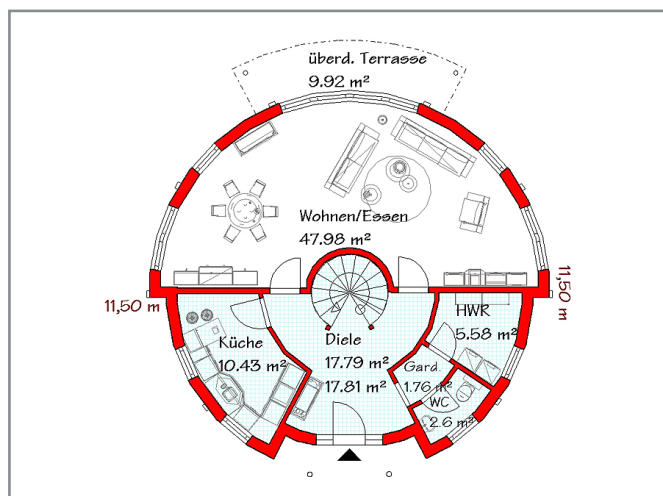 überd. Terrasse
9.92 m²
Wohnen/Essen
47.98 m²
11,50 m
11,50 m
HWR
5.58 m²
Küche
10.43 m²
Diele
17.79 m²
17.81 m²
Gard.
1.76 m²
WC
2.6 m²